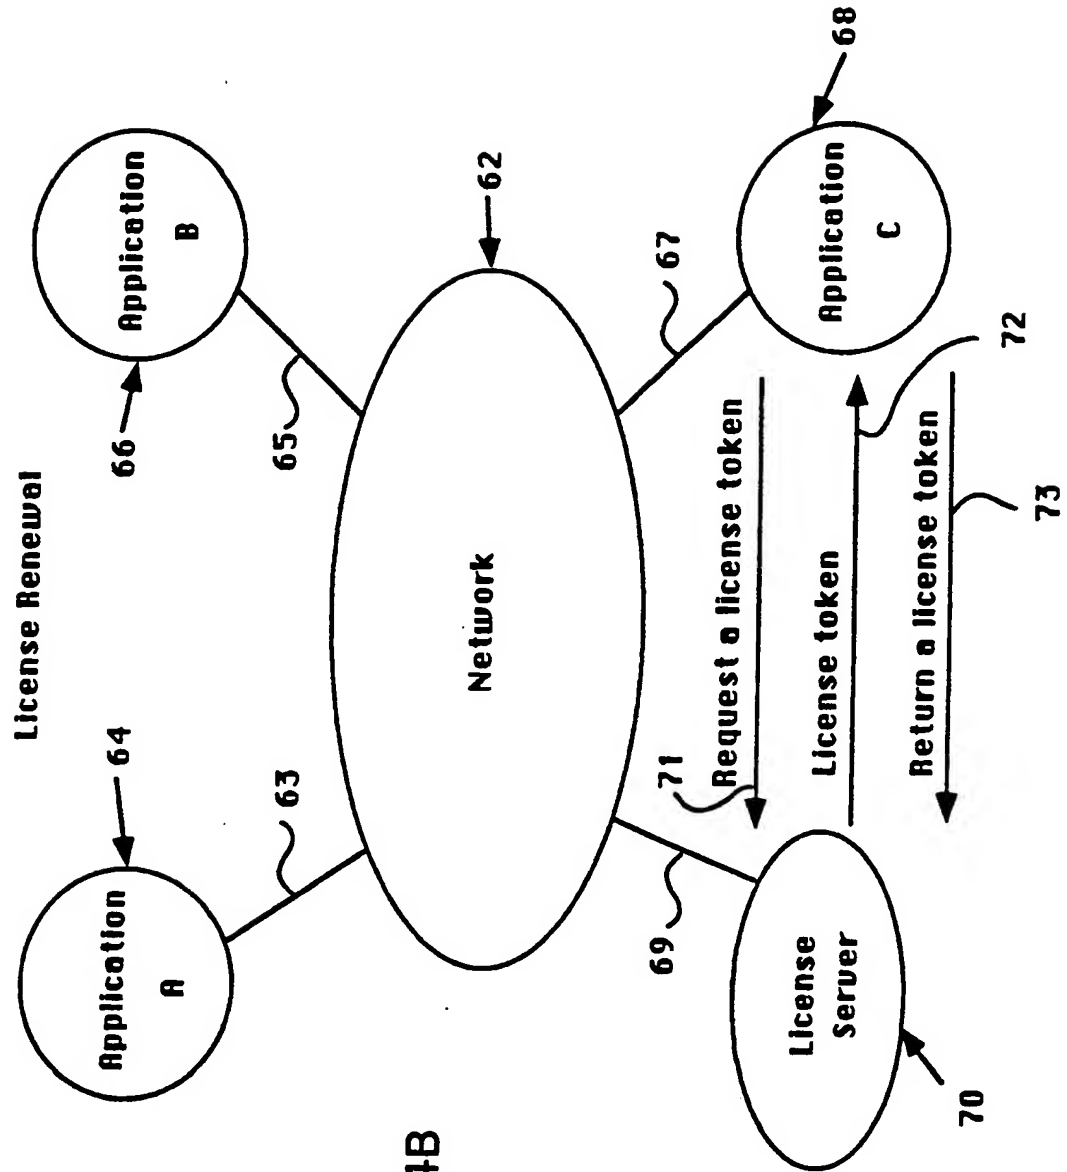 License Renewal
Application
A
64
66
Application
B
63
65
4B
Network
62
69
71
67
Request a license token
License
Server
License token
Application
C
68
Return a license token
70
72
73